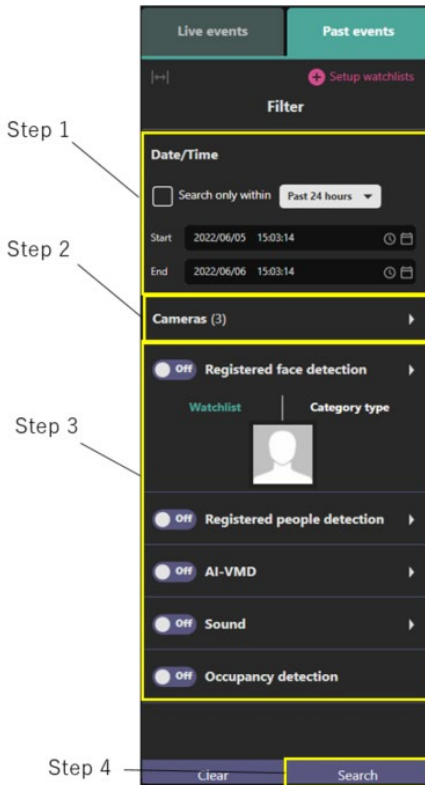 Live events Past events
Setup watchlists
Filter
Step 1
Date/Time
Search only within Past 24 hours
Start 2022/06/05 15:03:14
Step 2
End 2022/06/06 15:03:14
Cameras (3)
Off Registered face detection
Watchlist Category type
Step 3
Off Registered people detection
Off AI-VMD
Off Sound
Off Occupancy detection
Step 4
Clear Search